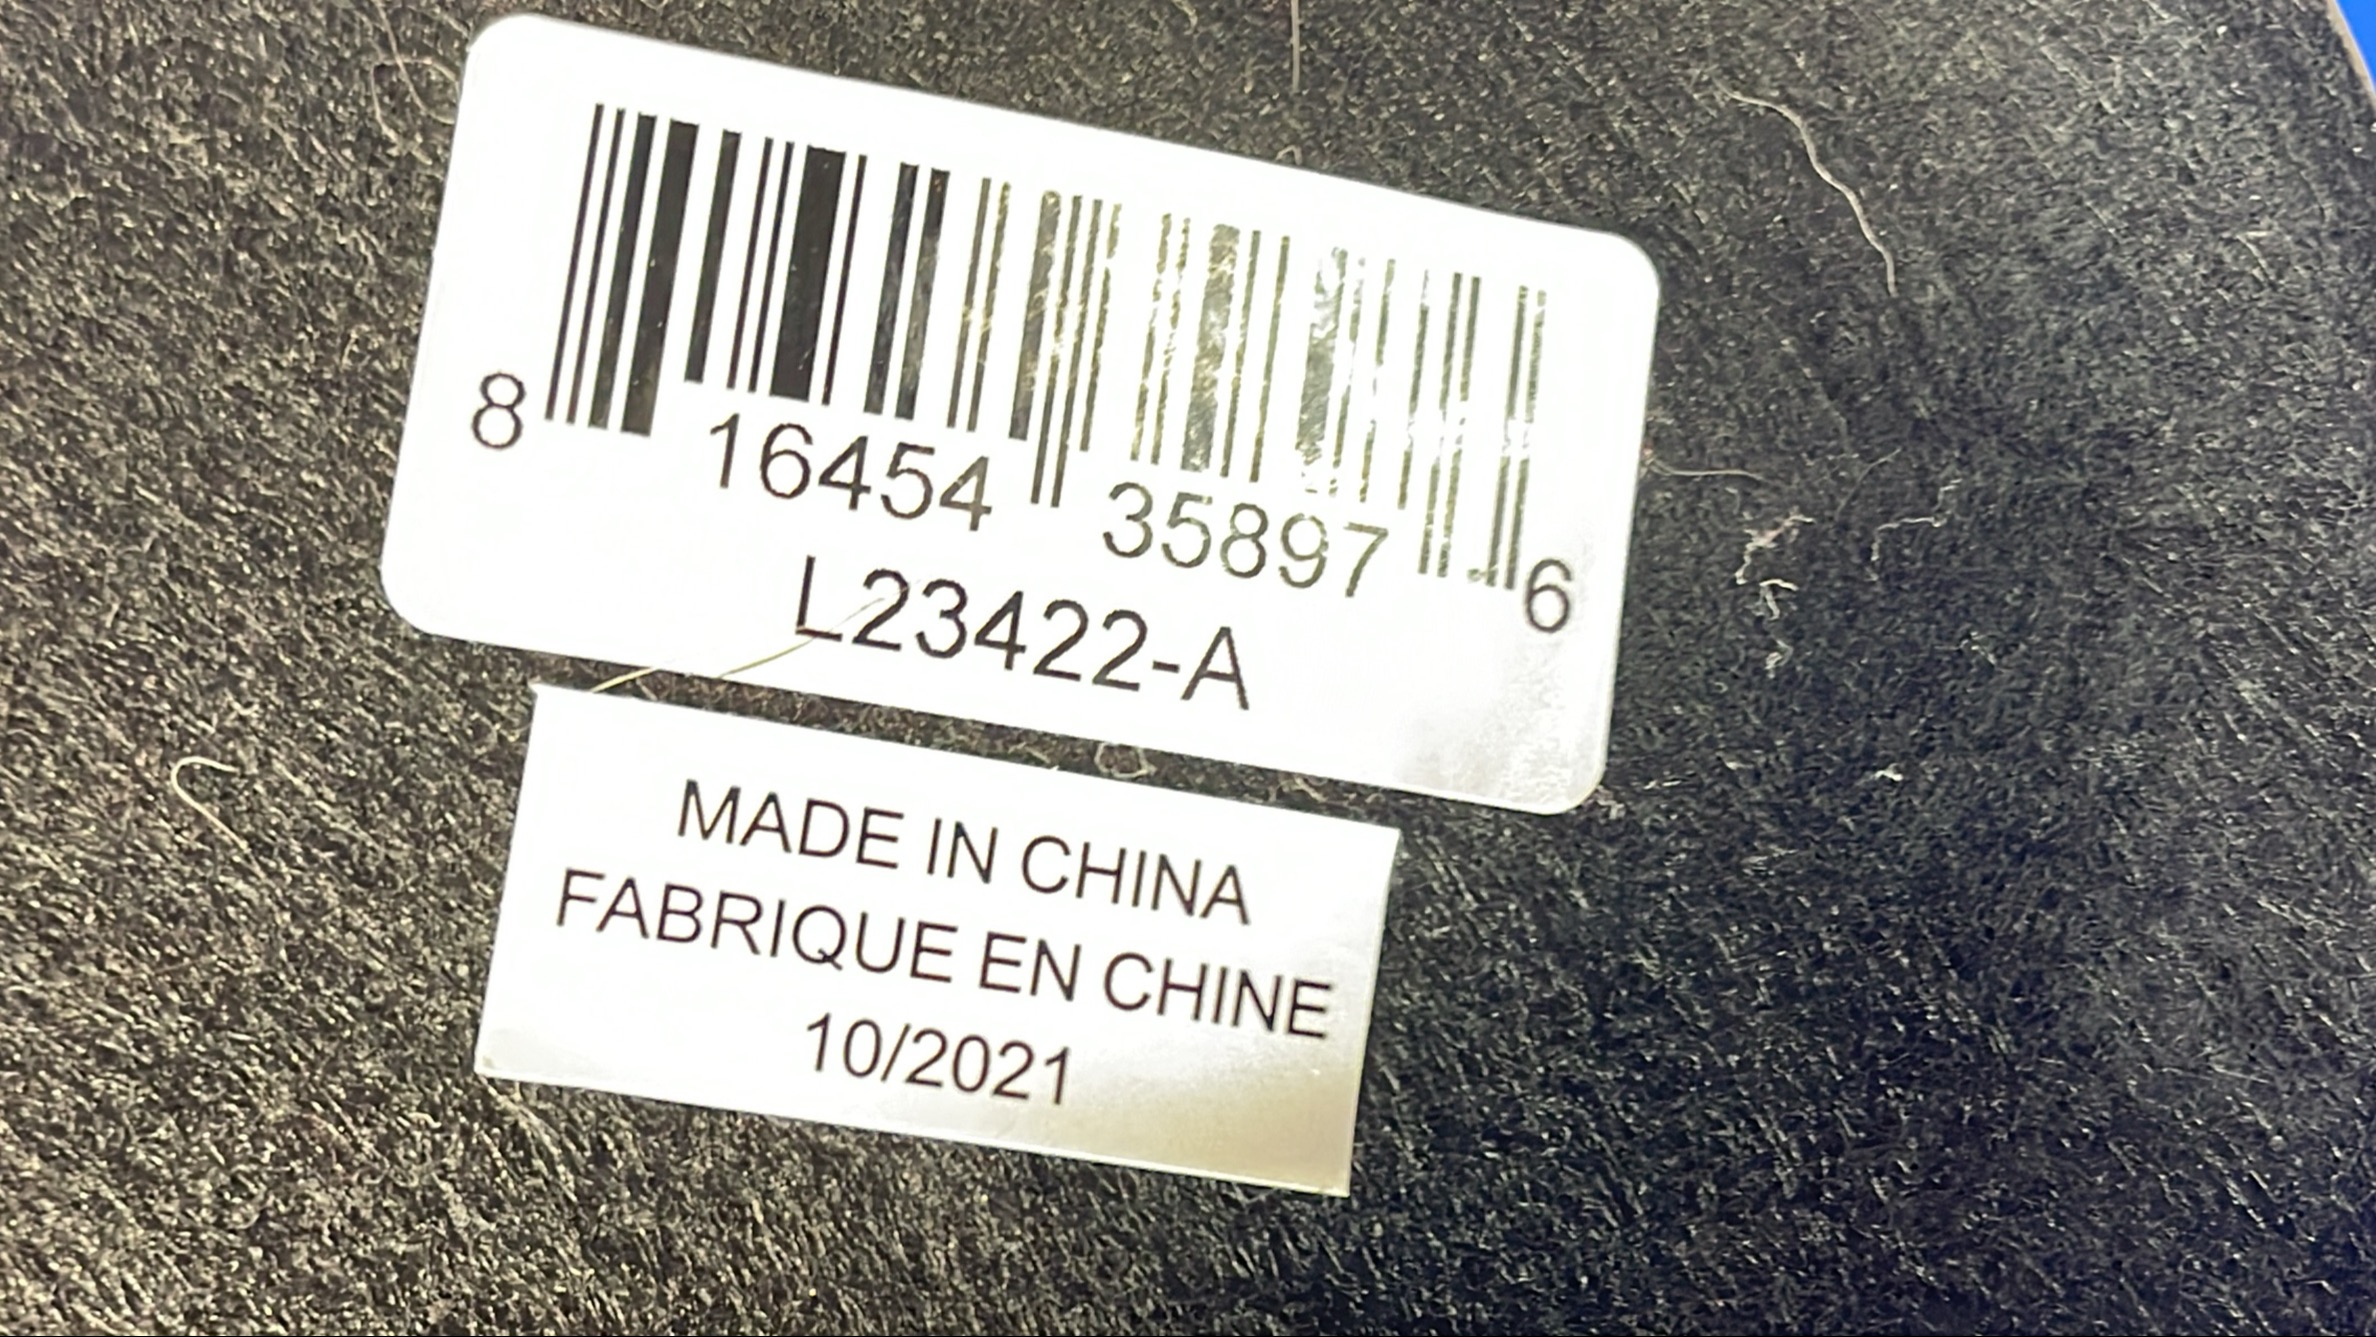 8 16454 35897 6
L23422-A
MADE IN CHINA
FABRIQUE EN CHINE
10/2021